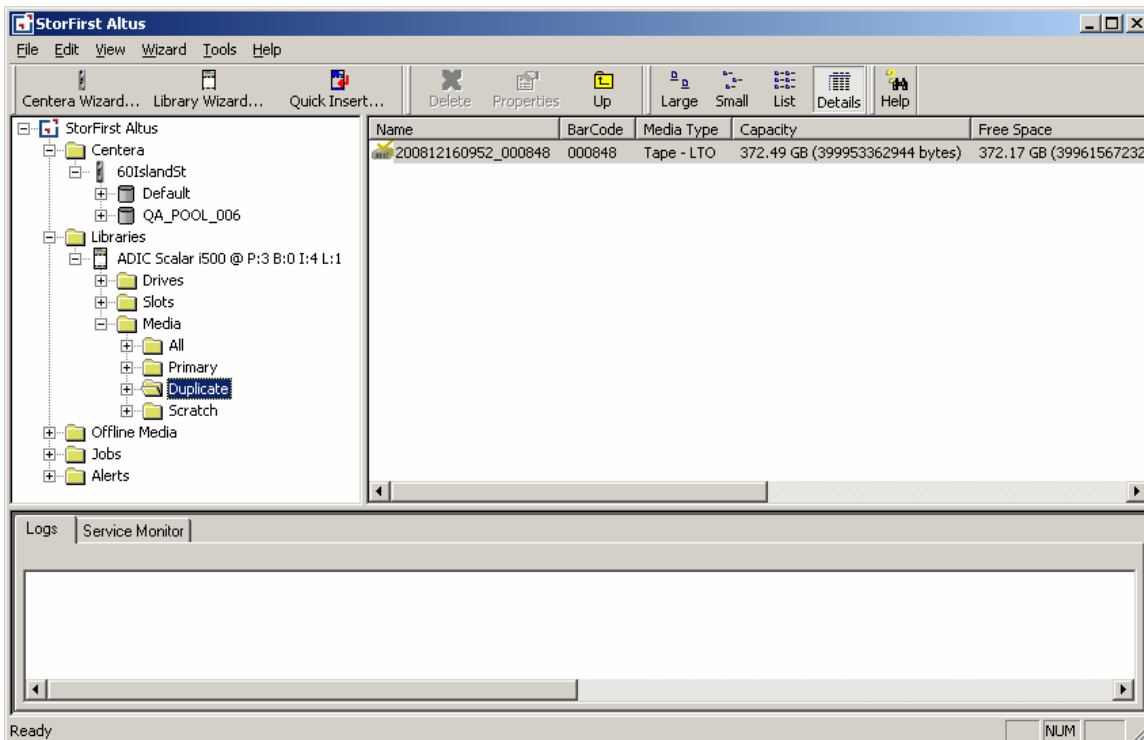 StorFirst Altus
File Edit View Wizard Tools Help
Centera Wizard... Library Wizard... Quick Insert... Delete Properties Up Large Small List Details Help
StorFirst Altus
Centera
60IslandSt
Default
QA_POOL_006
Libraries
ADIC Scalar i500 @ P:3 B:0 I:4 L:1
Drives
Slots
Media
All
Primary
Duplicate
Scratch
Offline Media
Jobs
Alerts
Name BarCode Media Type Capacity Free Space
200812160952_000848 000848 Tape - LTO 372.49 GB (399953362944 bytes) 372.17 GB (39961567232
Logs Service Monitor
Ready NUM